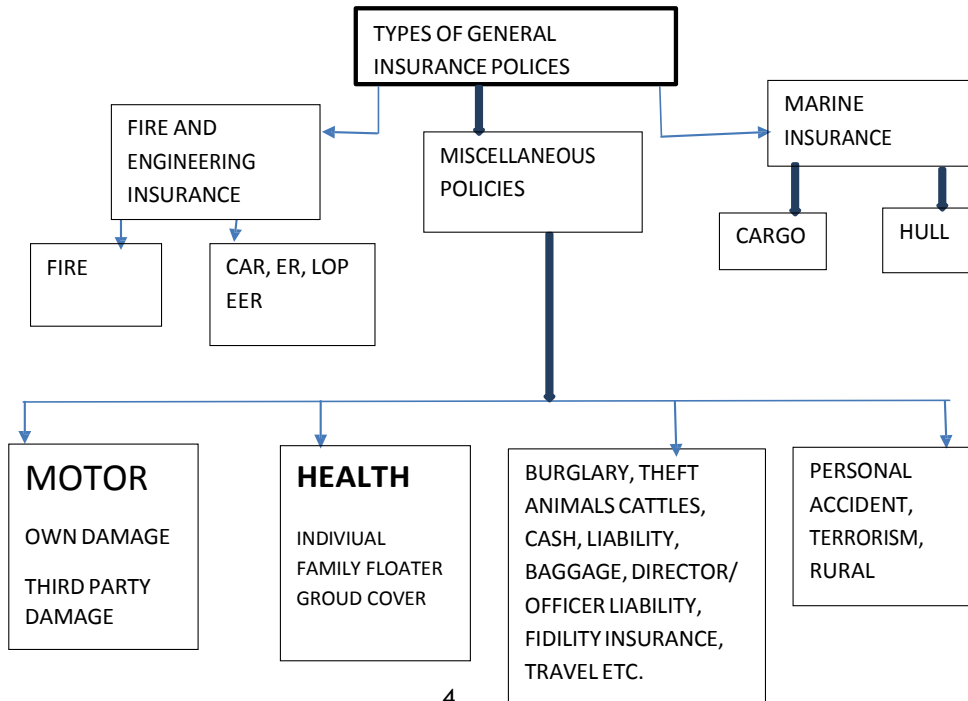 TYPES OF GENERAL
INSURANCE POLICES
FIRE AND
ENGINEERING
INSURANCE
MISCELLANEOUS
POLICIES
MARINE
INSURANCE
FIRE
CAR, ER, LOP
EER
CARGO
HULL
MOTOR
OWN DAMAGE
THIRD PARTY
DAMAGE
HEALTH
INDIVIUAL
FAMILY FLOATER
GROUD COVER
BURGLARY, THEFT
ANIMALS CATTLES,
CASH, LIABILITY,
BAGGAGE, DIRECTOR/
OFFICER LIABILITY,
FIDILITY INSURANCE,
TRAVEL ETC.
PERSONAL
ACCIDENT,
TERRORISM,
RURAL
4